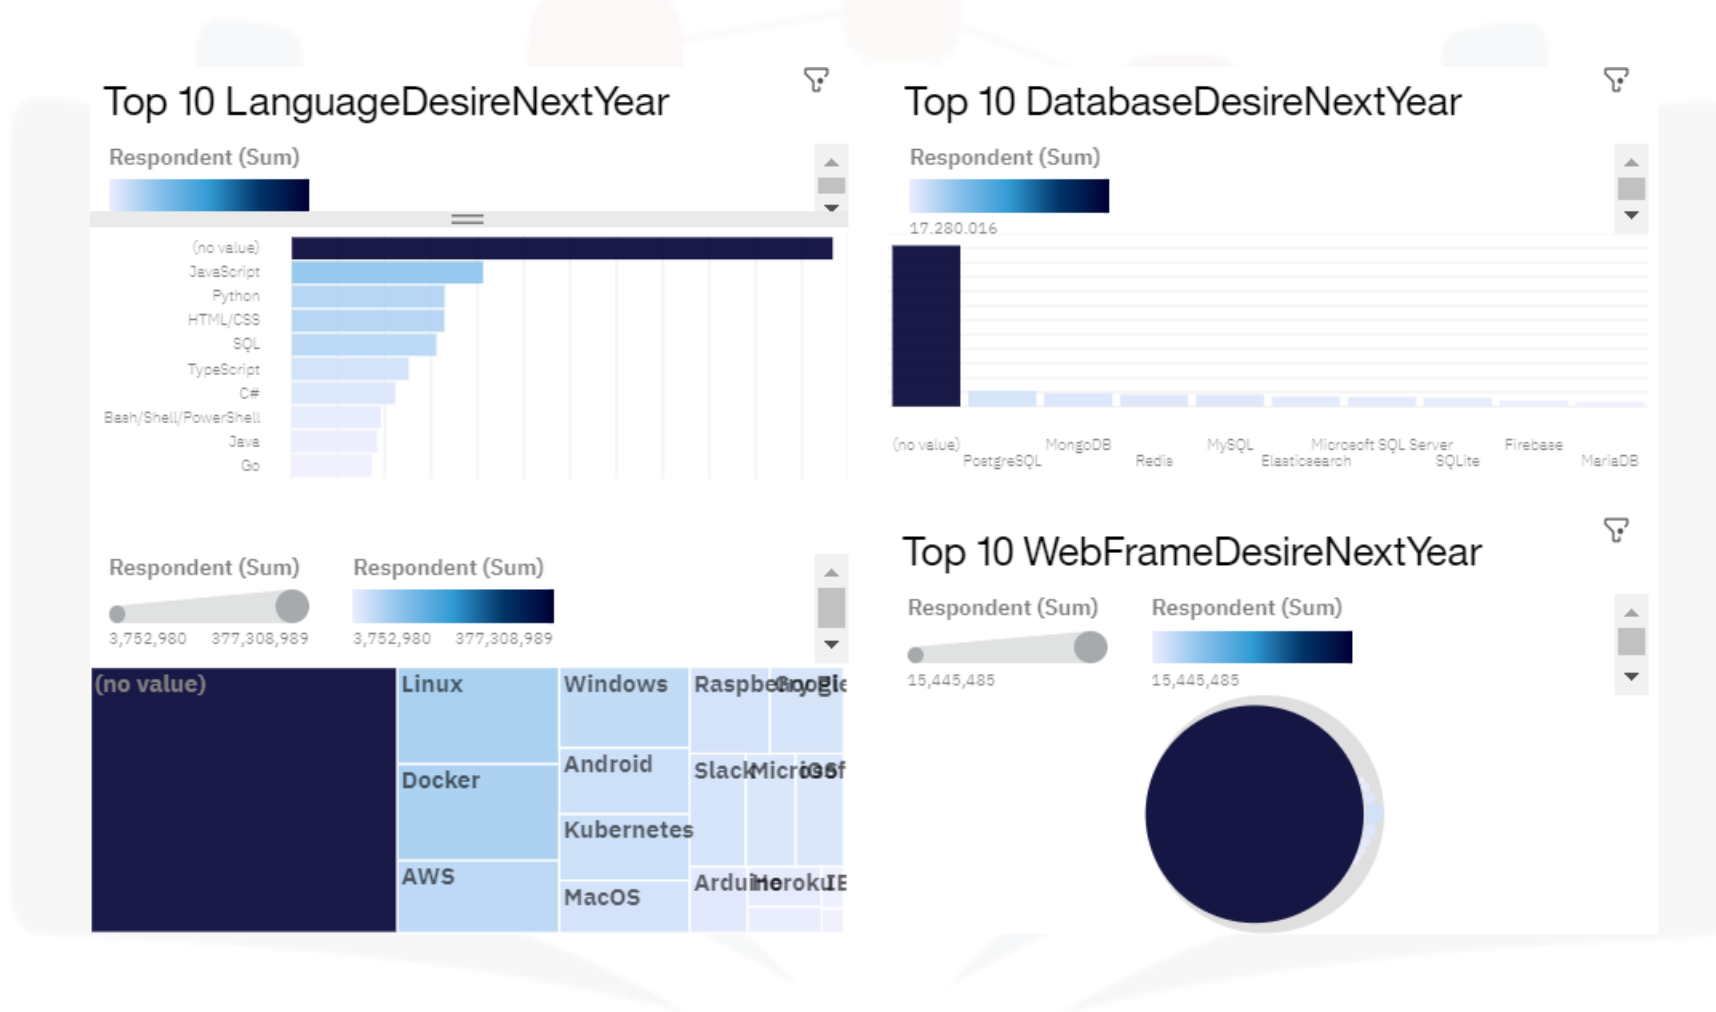 Top 10 LanguageDesireNextYear
Respondent (Sum)
(no value)
JavaScript
Python
HTML/CSS
SQL
TypeScript
C#
Bash/Shell/PowerShell
Java
Go
Top 10 DatabaseDesireNextYear
Respondent (Sum)
17,280,016
(no value)
PostgreSQL
MongoDB
Redis
MySQL
Elasticsearch
Microsoft SQL Server
SQLite
Firebase
MariaDB
Respondent (Sum) Respondent (Sum)
3,752,980 377,308,989 3,752,980 377,308,989
(no value)
Linux
Docker
AWS
Windows
Android
Kubernetes
MacOS
Slack
Arduino
Heroku
Top 10 WebFrameDesireNextYear
Respondent (Sum) Respondent (Sum)
15,445,485 15,445,485